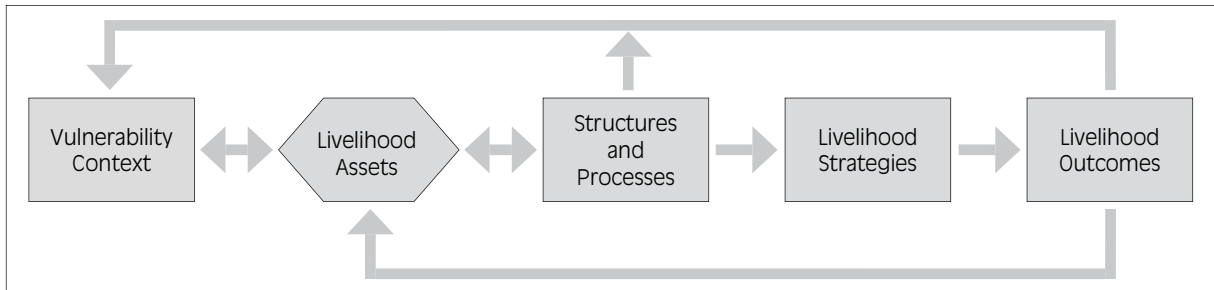 Vulnerability
Context
Livelihood
Assets
Structures
and
Processes
Livelihood
Strategies
Livelihood
Outcomes